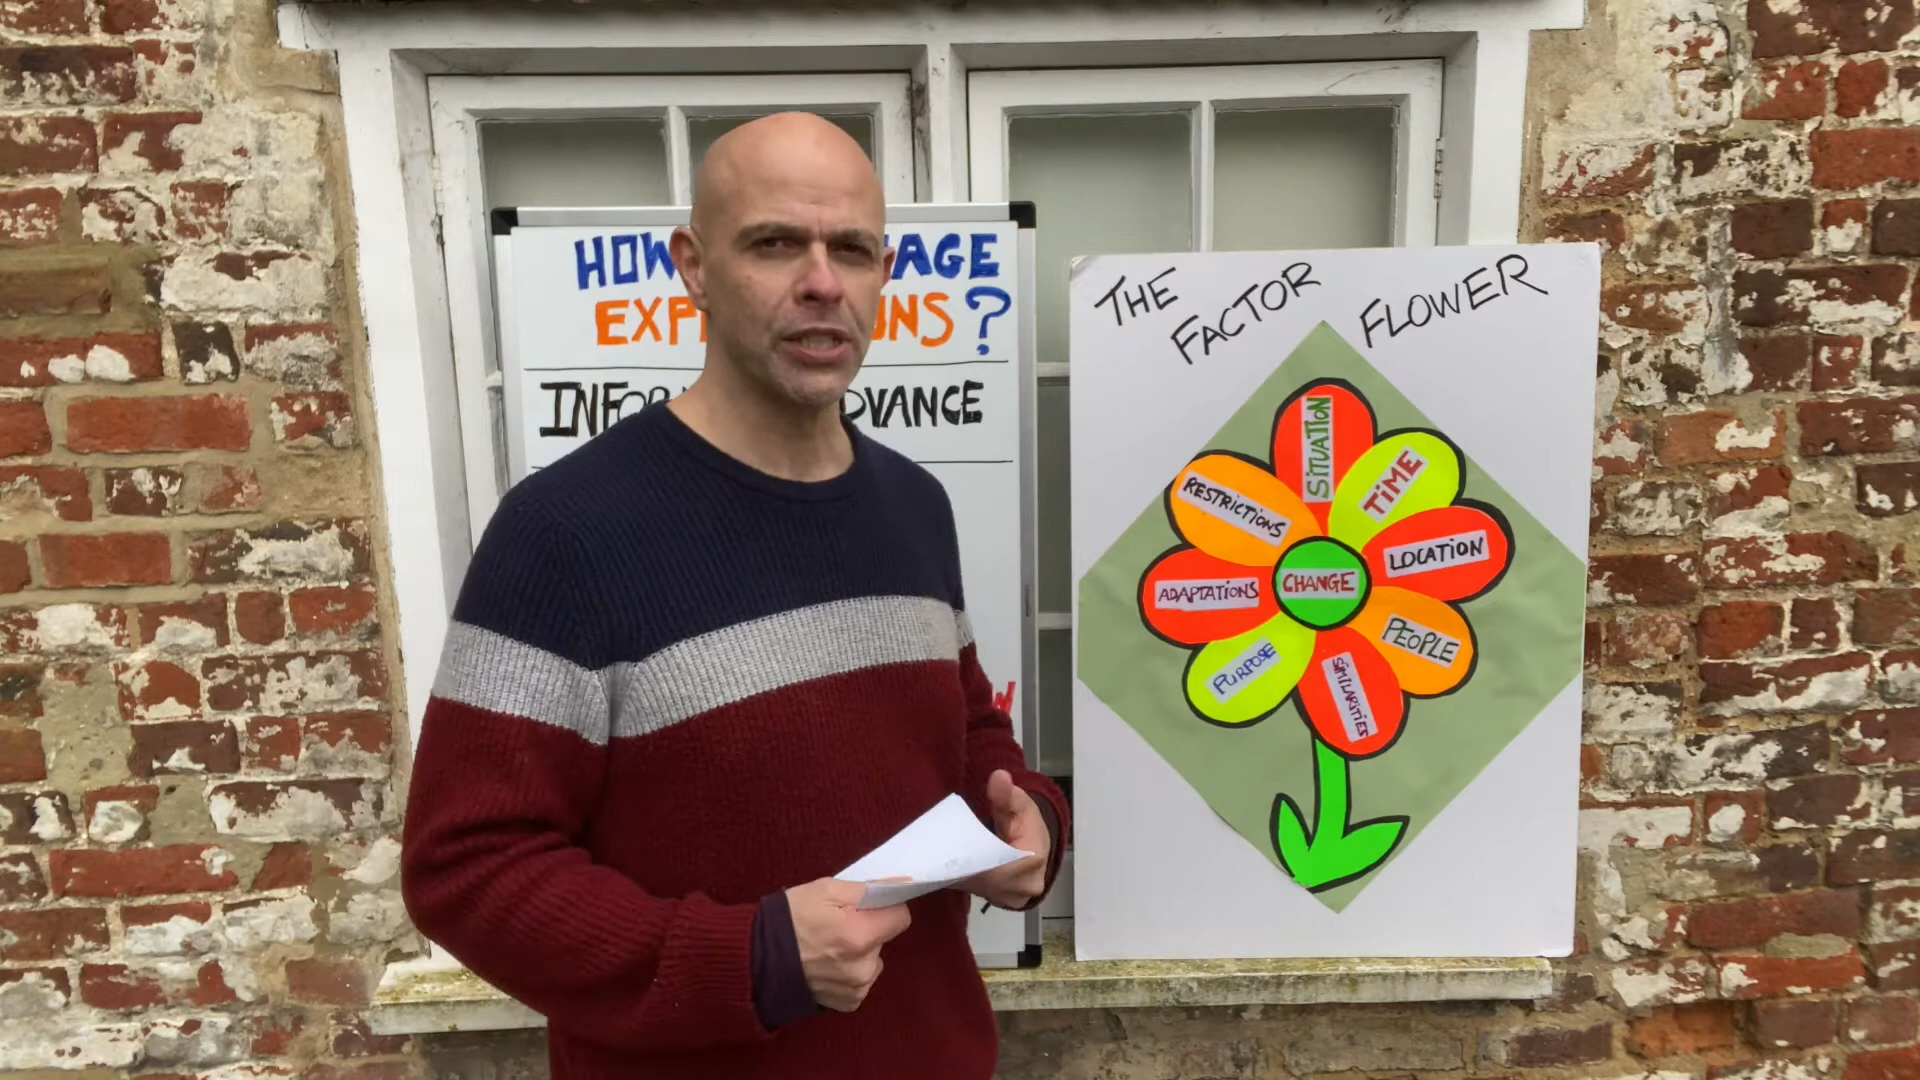 HOW AGE
EXP NS ?
INFO DVANCE
W
THE FACTOR FLOWER
SITUATION
TIME
RESTRICTIONS
LOCATION
ADAPTATIONS
CHANGE
PEOPLE
PURPOSE
SIMILARITIES